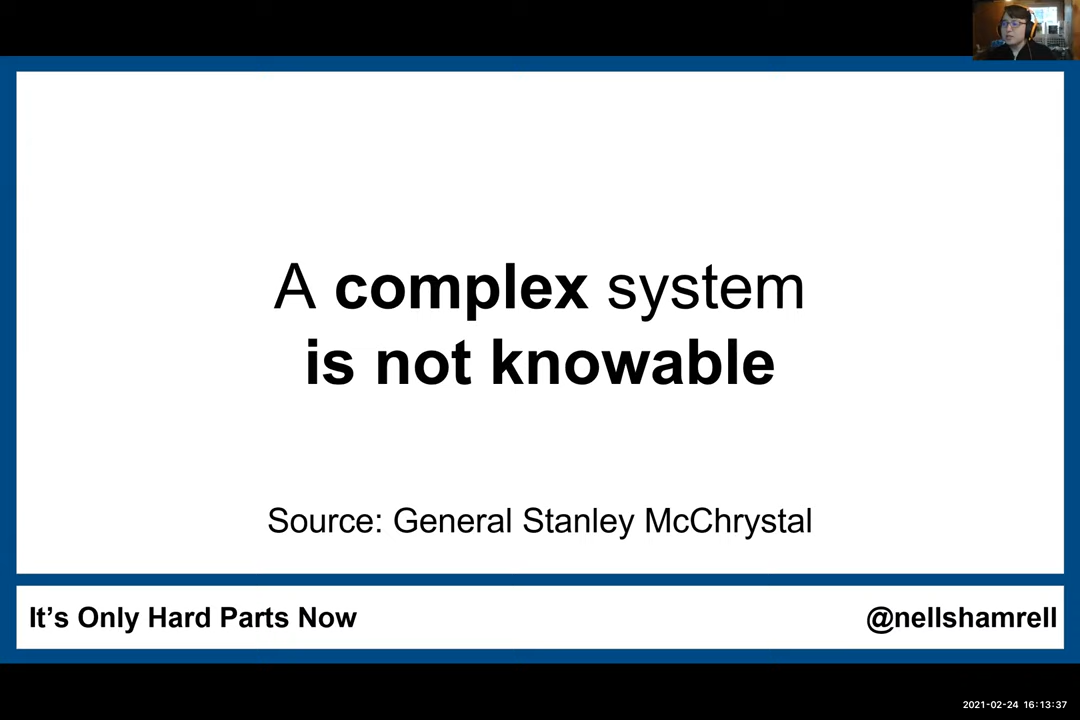 A complex system
is not knowable
Source: General Stanley McChrystal
It’s Only Hard Parts Now
@nellshamrell
2021-02-24 16:13:37